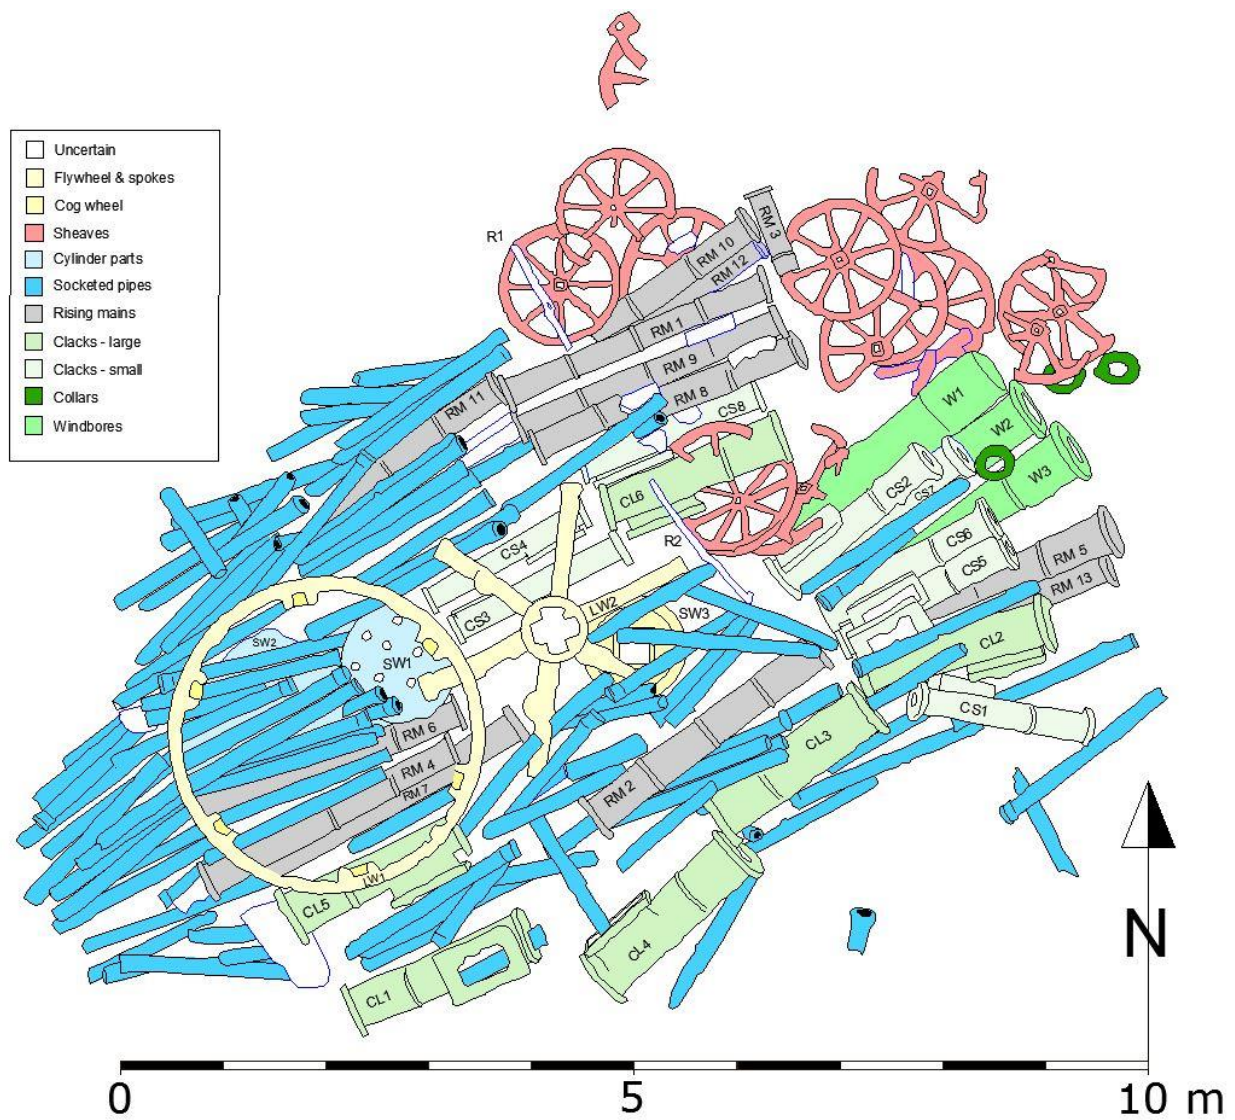 Uncertain
Flywheel & spokes
Cog wheel
Sheaves
Cylinder parts
Socketed pipes
Rising mains
Clacks - large
Clacks - small
Collars
Windbores
R1
RM 3
RM 10
RM 12
RM 1
RM 9
RM 8
RM 11
CS8
W1
W2
W3
CL6
CS2
CS7
R2
CS4
CS6
CS5
RM 5
RM 13
LW2
SW3
CS3
SW2
SW1
CL2
CS1
RM 6
RM 4
RM 7
CL3
RM 2
LW1
CL5
CL4
CL1
N
0
5
10 m